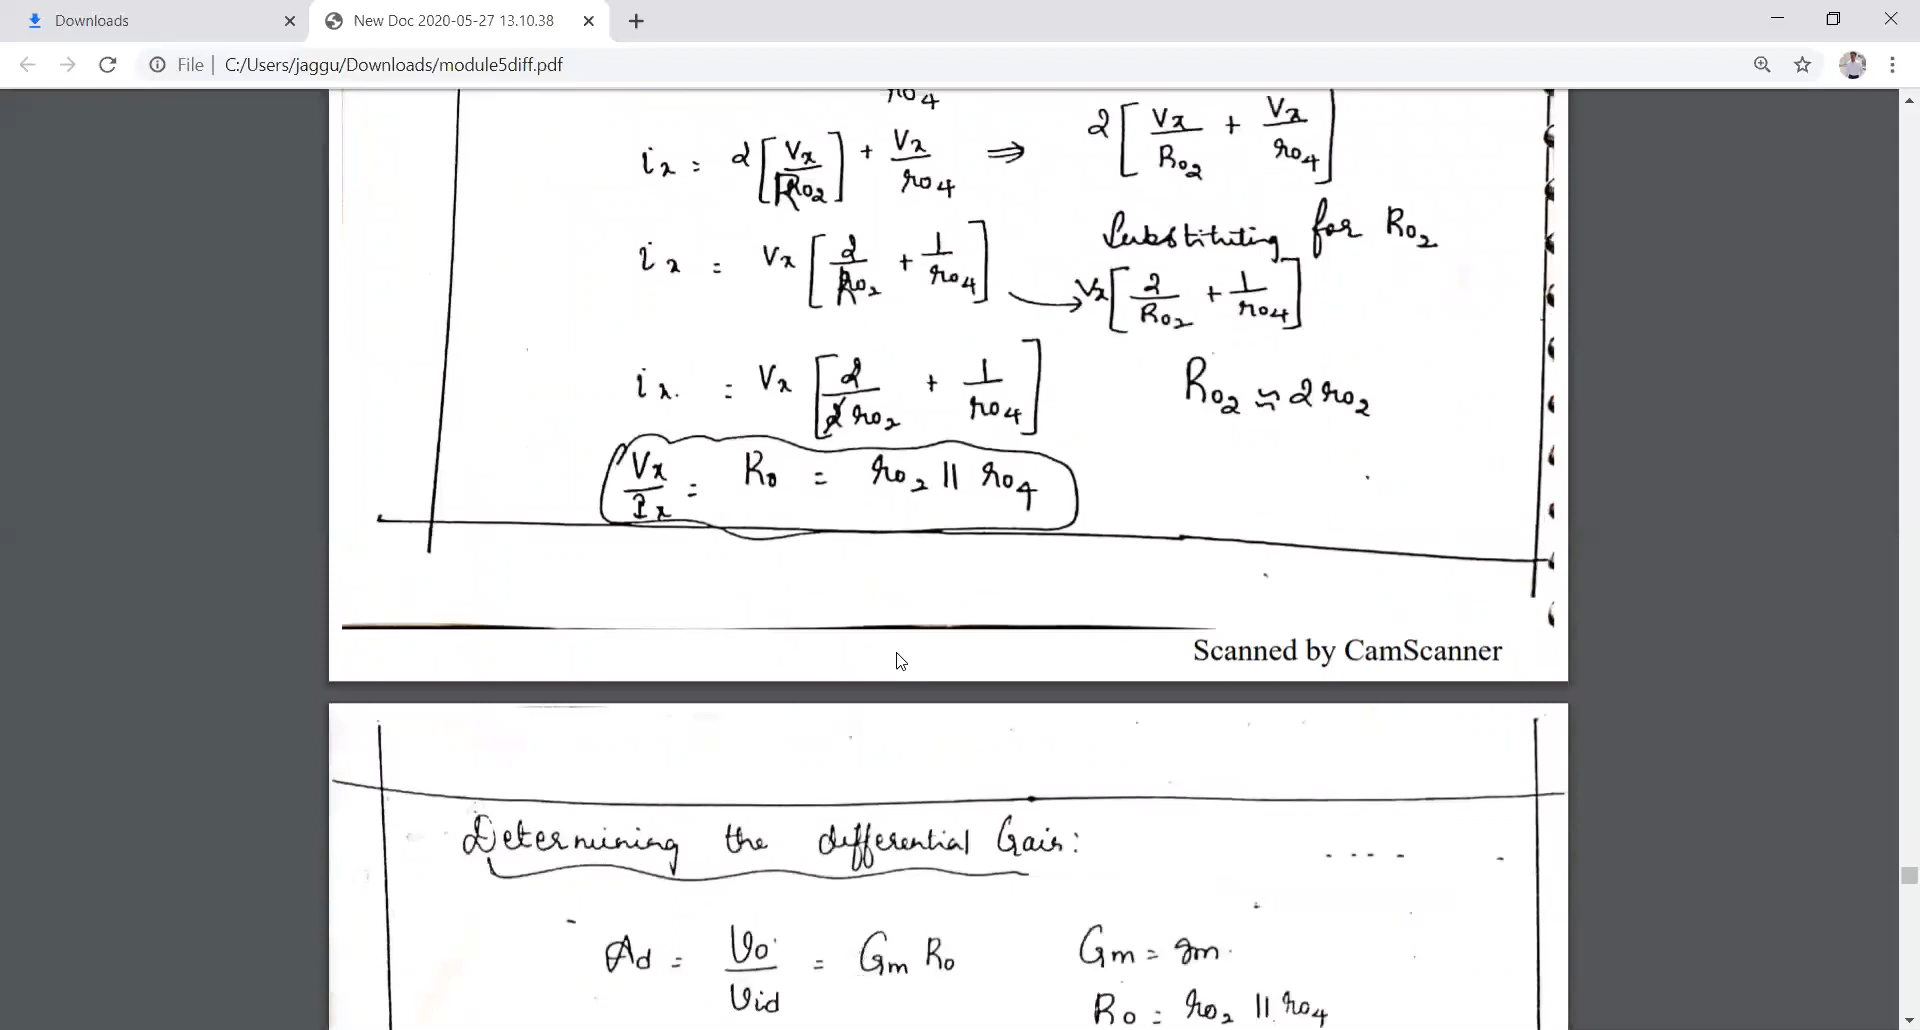 Downloads
New Doc 2020-05-27 13.10.38
File | C:/Users/jaggu/Downloads/module5diff.pdf
ro4
ix = 2[Vx/Ro2] + Vx/ro4 ⇒ 2[Vx/Ro2 + Vx/ro4]
Substituting for Ro2
ix = Vx[2/Ro2 + 1/ro4] → Vx[2/Ro2 + 1/ro4]
ix = Vx[2/2ro2 + 1/ro4] Ro2 ≈ 2ro2
Vx/Ix = Ro = ro2 || ro4
Scanned by CamScanner
Determining the differential Gain:
Ad = Vo/Vid = Gm Ro Gm = gm
Ro = ro2 || ro4